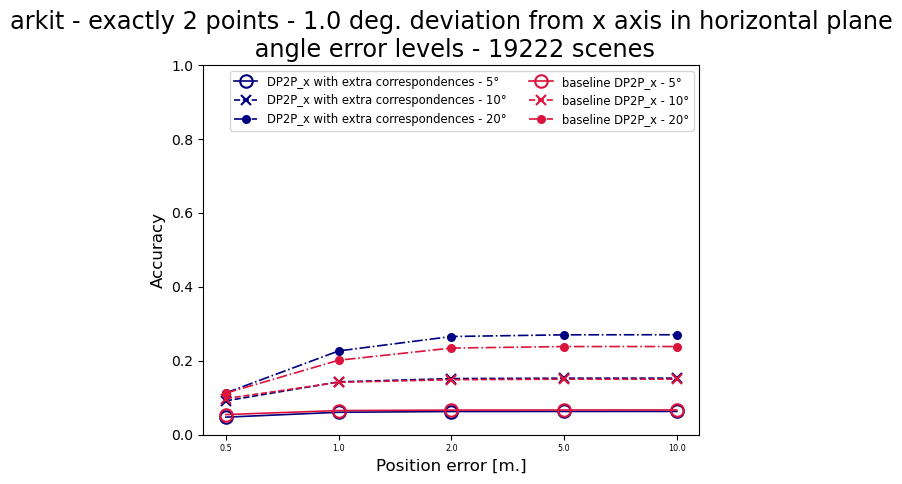 arkit - exactly 2 points - 1.0 deg. deviation from x axis in horizontal plane
angle error levels - 19222 scenes
DP2P_x with extra correspondences - 5°
DP2P_x with extra correspondences - 10°
DP2P_x with extra correspondences - 20°
baseline DP2P_x - 5°
baseline DP2P_x - 10°
baseline DP2P_x - 20°
Accuracy
1.0
0.8
0.6
0.4
0.2
0.0
0.5
1.0
2.0
5.0
10.0
Position error [m.]